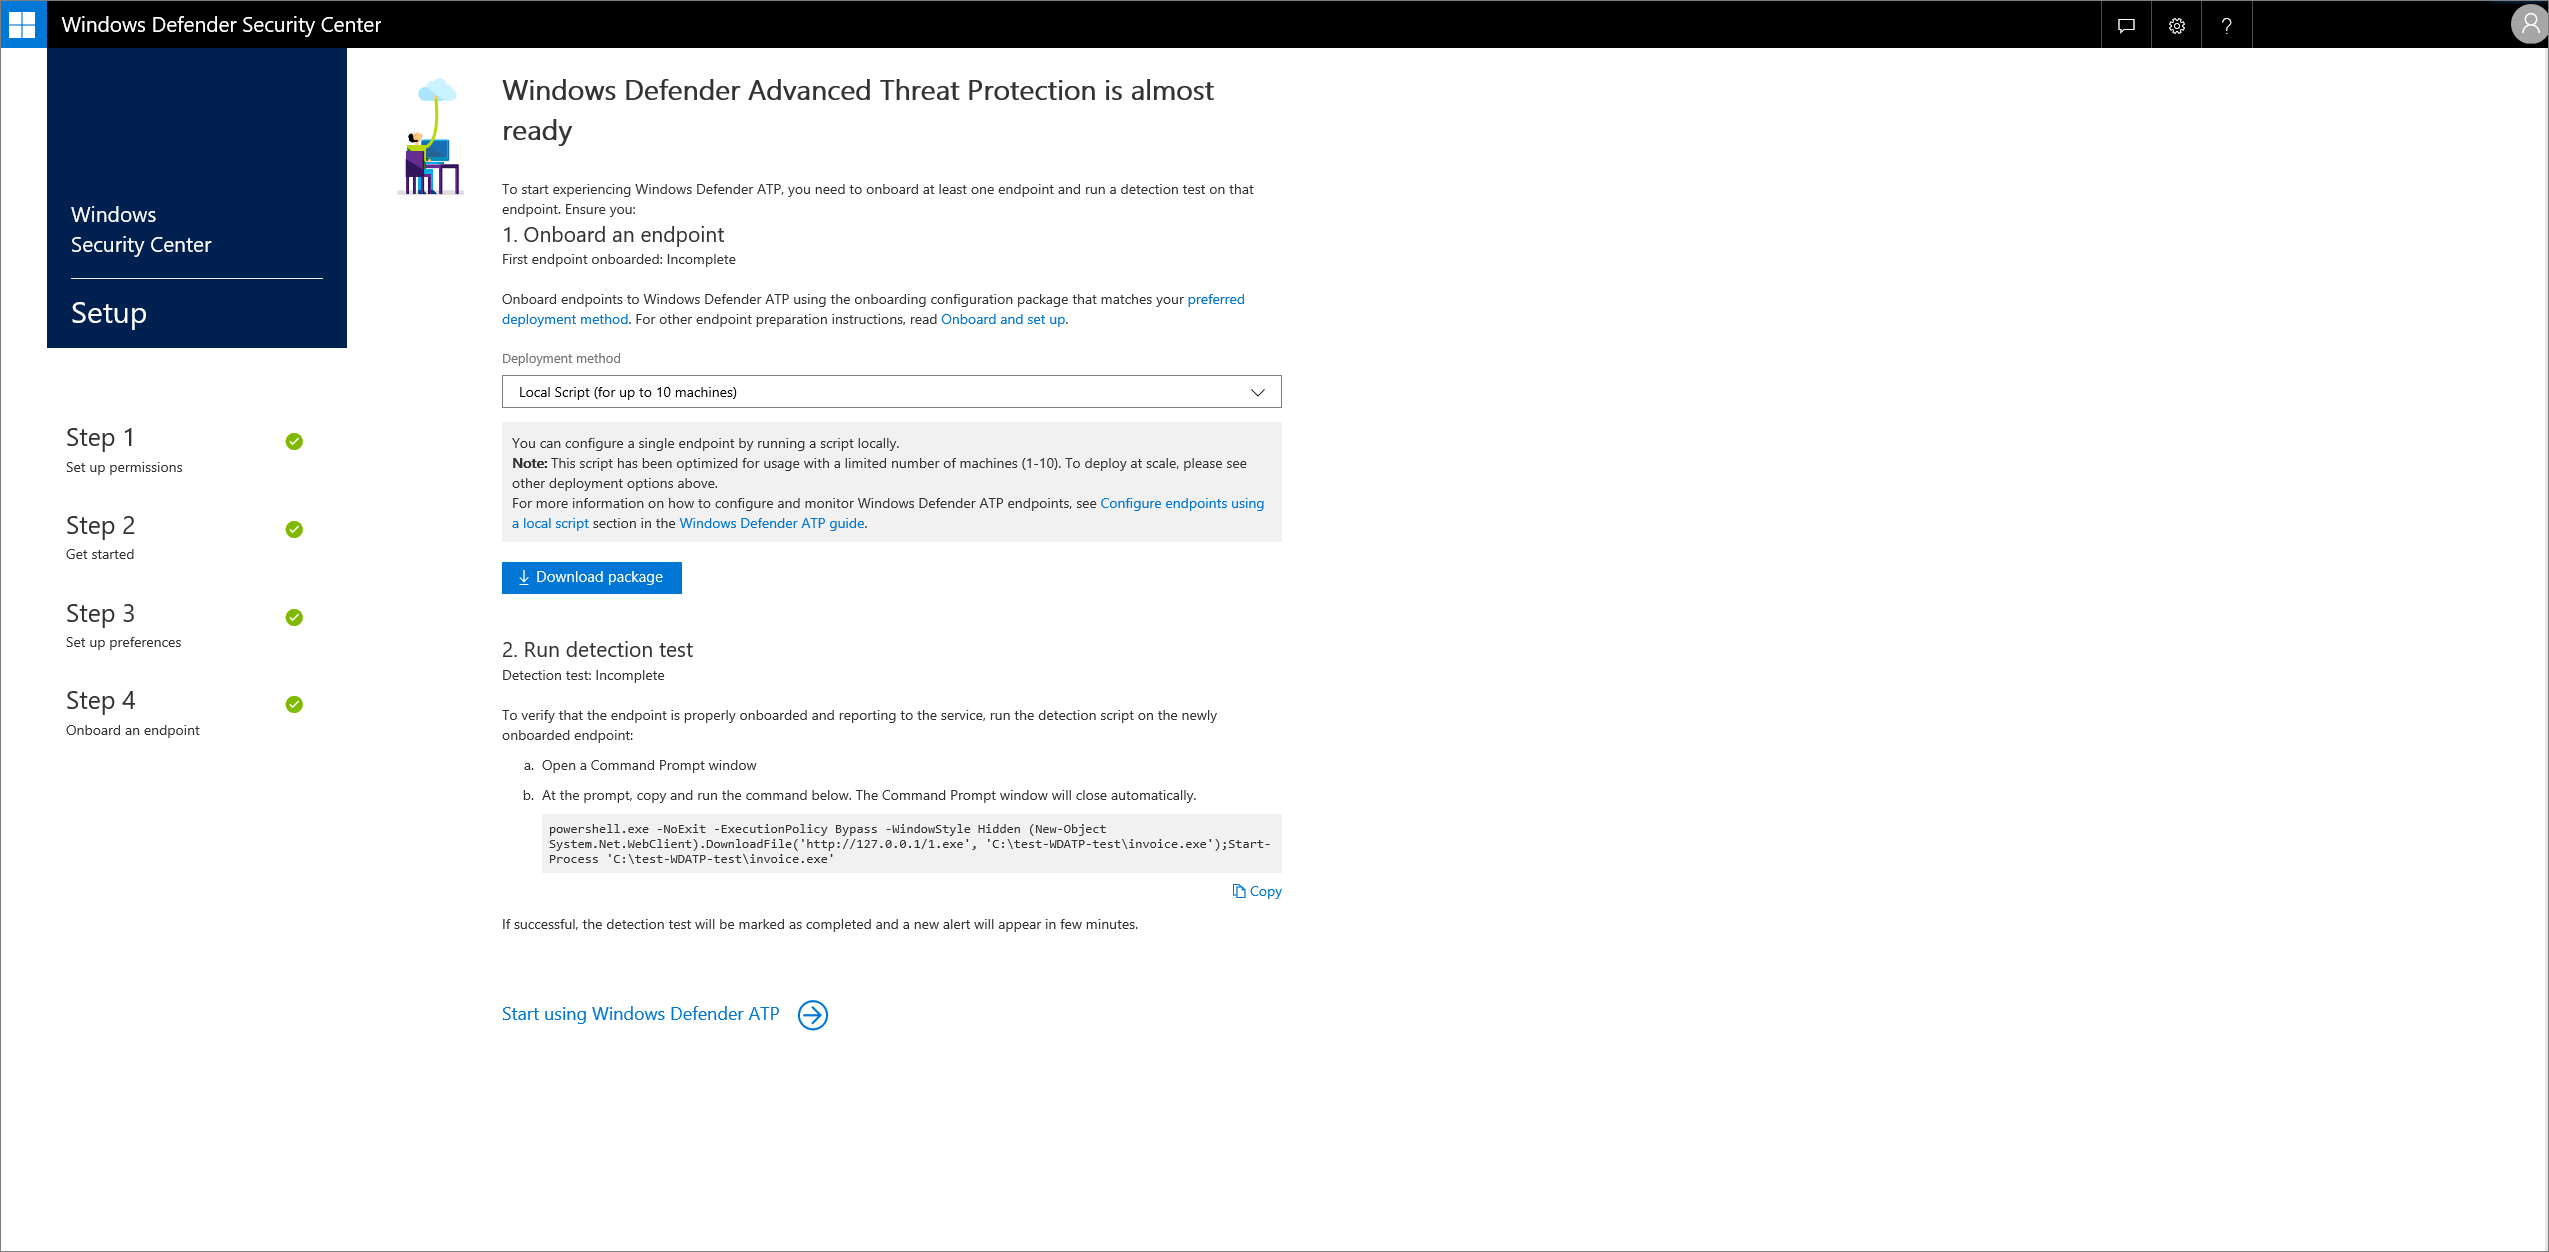 Windows Defender Security Center
?
Windows
Security Center
Setup
Step 1
Set up permissions
Step 2
Get started
Step 3
Set up preferences
Step 4
Onboard an endpoint
Windows Defender Advanced Threat Protection is almost
ready
To start experiencing Windows Defender ATP, you need to onboard at least one endpoint and run a detection test on that
endpoint. Ensure you:
1. Onboard an endpoint
First endpoint onboarded: Incomplete
Onboard endpoints to Windows Defender ATP using the onboarding configuration package that matches your preferred
deployment method. For other endpoint preparation instructions, read Onboard and set up.
Deployment method
Local Script (for up to 10 machines)
You can configure a single endpoint by running a script locally.
Note: This script has been optimized for usage with a limited number of machines (1-10). To deploy at scale, please see
other deployment options above.
For more information on how to configure and monitor Windows Defender ATP endpoints, see Configure endpoints using
a local script section in the Windows Defender ATP guide.
Download package
2. Run detection test
Detection test: Incomplete
To verify that the endpoint is properly onboarded and reporting to the service, run the detection script on the newly
onboarded endpoint:
a. Open a Command Prompt window
b. At the prompt, copy and run the command below. The Command Prompt window will close automatically.
powershell.exe -NoExit -ExecutionPolicy Bypass -WindowStyle Hidden (New-Object
System.Net.WebClient).DownloadFile('http://127.0.0.1/1.exe', 'C:\test-WDATP-test\invoice.exe');Start-
Process 'C:\test-WDATP-test\invoice.exe'
Copy
If successful, the detection test will be marked as completed and a new alert will appear in few minutes.
Start using Windows Defender ATP